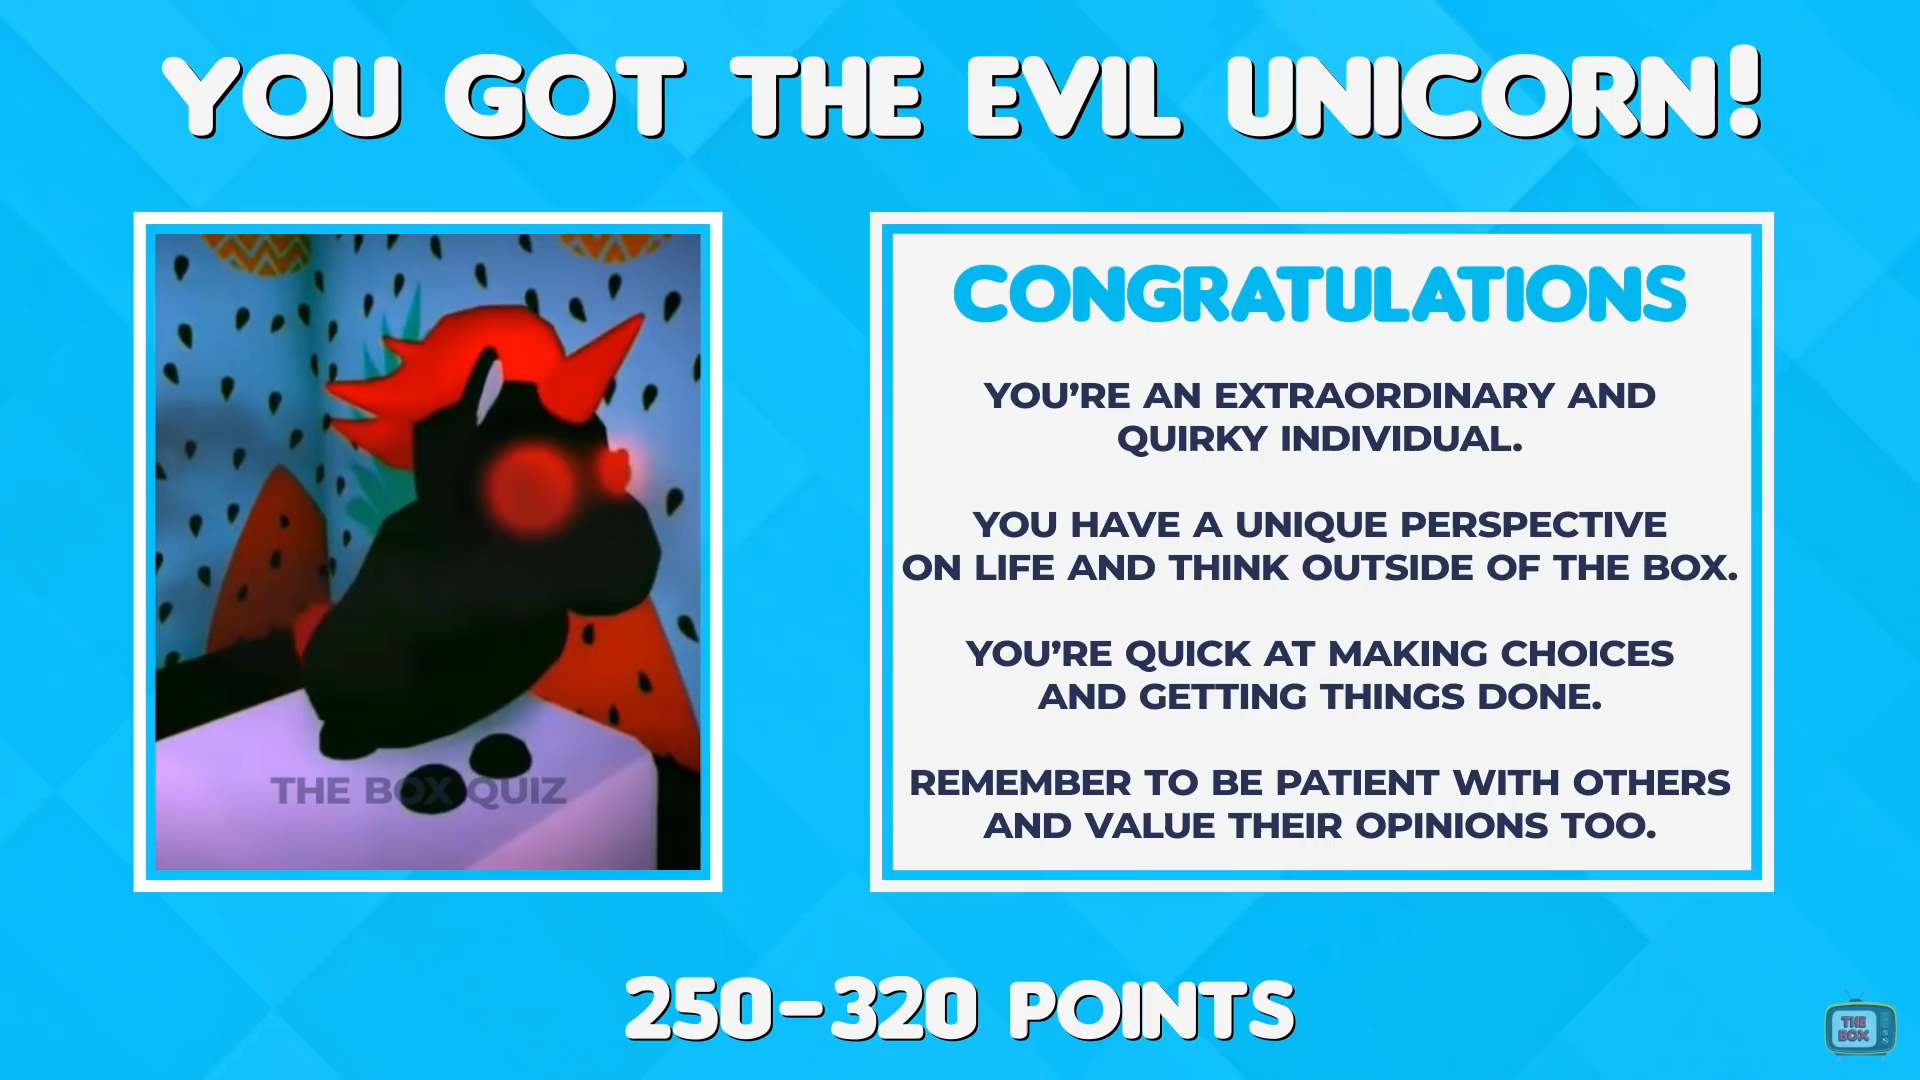 YOU GOT THE EVIL UNICORN!
CONGRATULATIONS
YOU'RE AN EXTRAORDINARY AND
QUIRKY INDIVIDUAL.
YOU HAVE A UNIQUE PERSPECTIVE
ON LIFE AND THINK OUTSIDE OF THE BOX.
YOU'RE QUICK AT MAKING CHOICES
AND GETTING THINGS DONE.
REMEMBER TO BE PATIENT WITH OTHERS
AND VALUE THEIR OPINIONS TOO.
THE BOX QUIZ
250-320 POINTS
THE
BOX